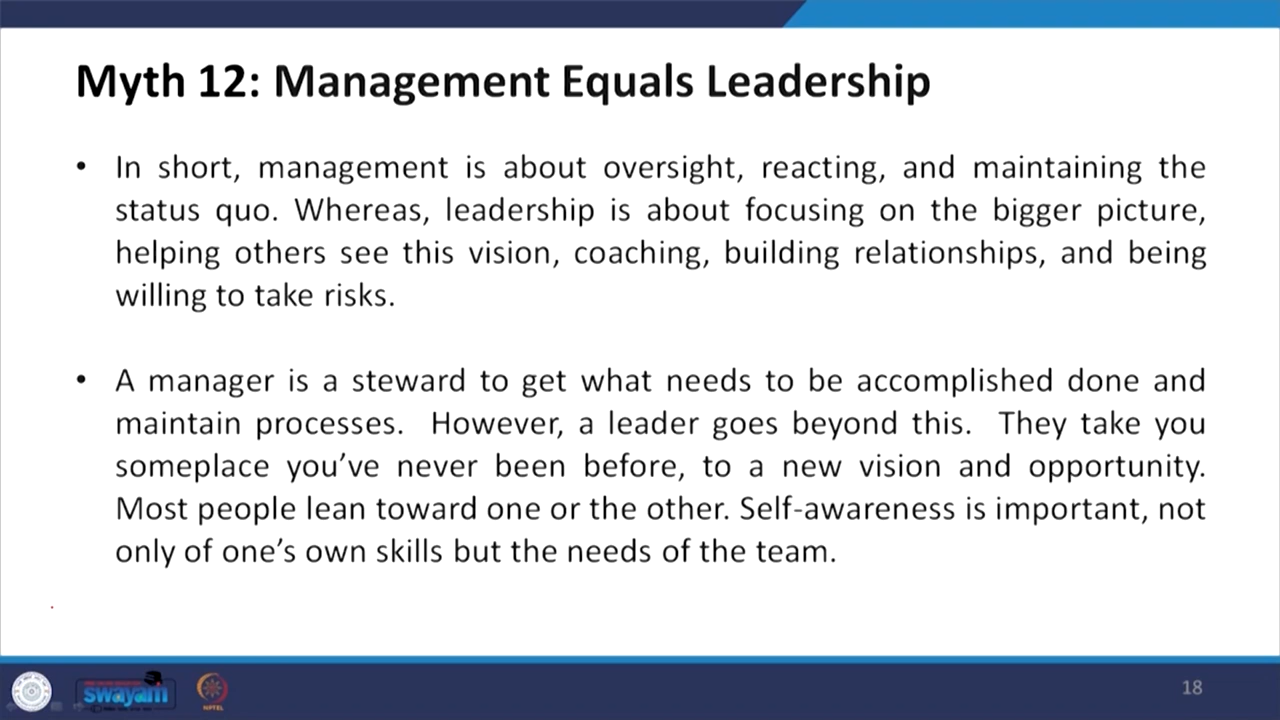 Myth 12: Management Equals Leadership
• In short, management is about oversight, reacting, and maintaining the
status quo. Whereas, leadership is about focusing on the bigger picture,
helping others see this vision, coaching, building relationships, and being
willing to take risks.
• A manager is a steward to get what needs to be accomplished done and
maintain processes. However, a leader goes beyond this. They take you
someplace you've never been before, to a new vision and opportunity.
Most people lean toward one or the other. Self-awareness is important, not
only of one's own skills but the needs of the team.
swayam
NPTEL
18